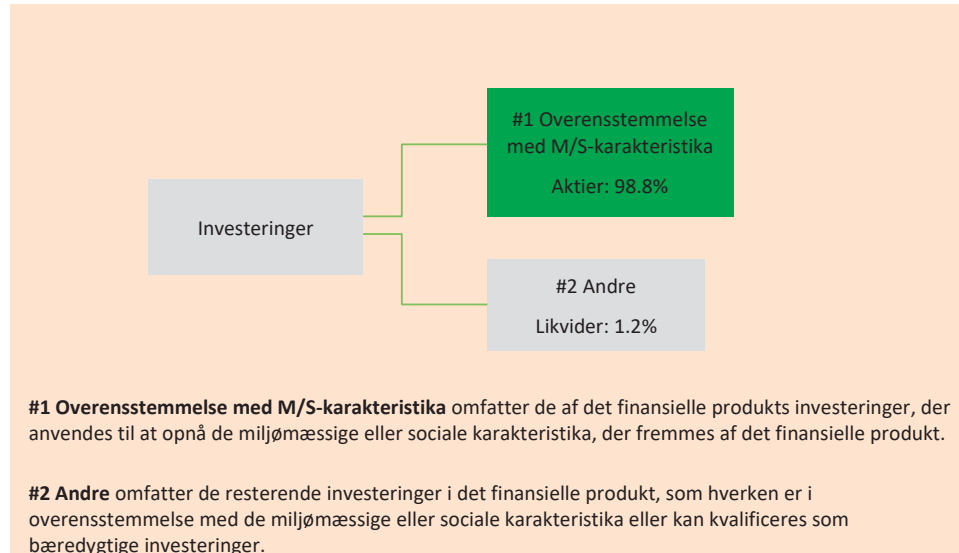 #1 Overensstemmelse
med M/S-karakteristika
Aktier: 98.8%
Investeringer
#2 Andre
Likvider: 1.2%
#1 Overensstemmelse med M/S-karakteristika omfatter de af det finansielle produkts investeringer, der
anvendes til at opnå de miljømæssige eller sociale karakteristika, der fremmes af det finansielle produkt.
#2 Andre omfatter de resterende investeringer i det finansielle produkt, som hverken er i
overensstemmelse med de miljømæssige eller sociale karakteristika eller kan kvalificeres som
bæredygtige investeringer.